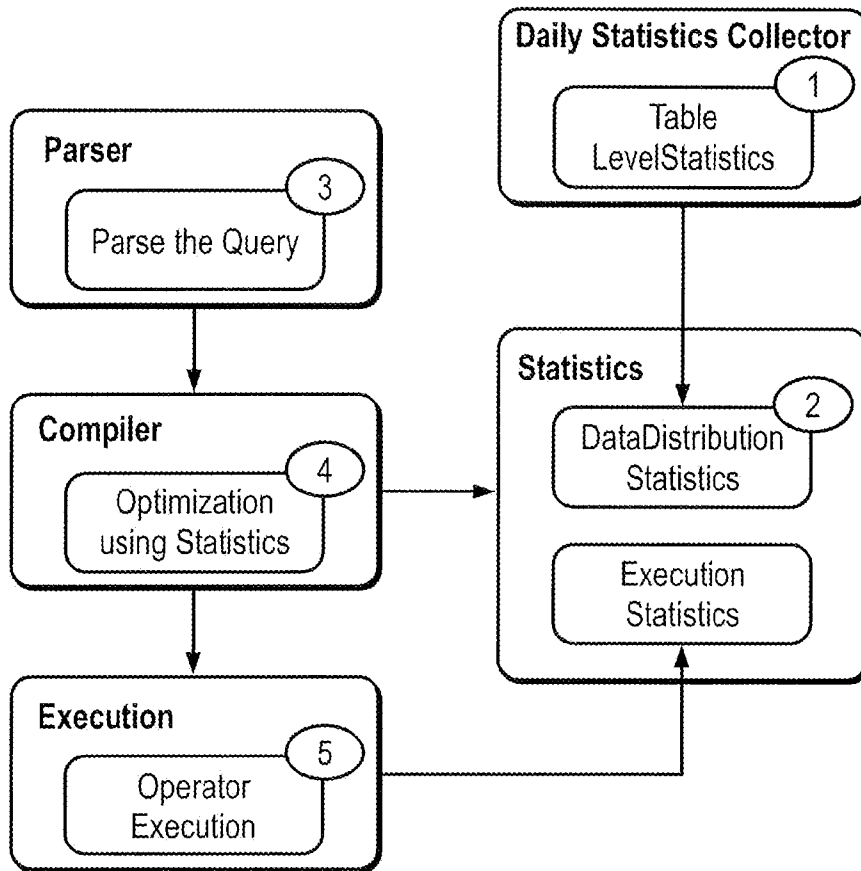 Daily Statistics Collector
1
Table
LevelStatistics
Parser
3
Parse the Query
Statistics
2
DataDistribution
Statistics
Execution
Statistics
Compiler
4
Optimization
using Statistics
Execution
5
Operator
Execution